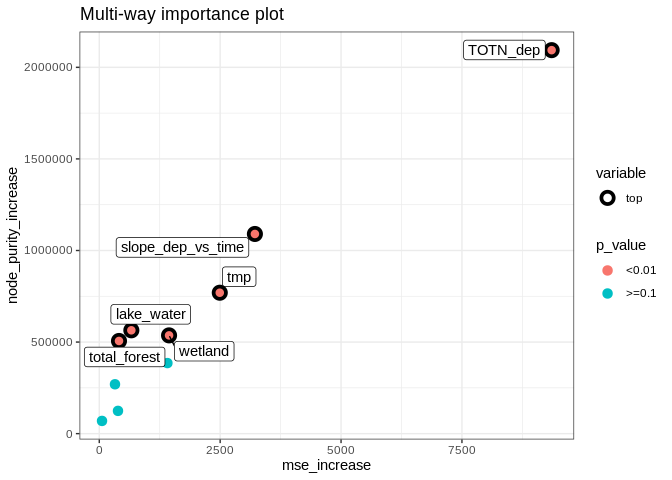 Multi-way importance plot
node_purity_increase
2000000
1500000
1000000
500000
0
TOTN_dep
slope_dep_vs_time
tmp
lake_water
wetland
total_forest
0
2500
5000
7500
mse_increase
variable
top
p_value
<0.01
>=0.1